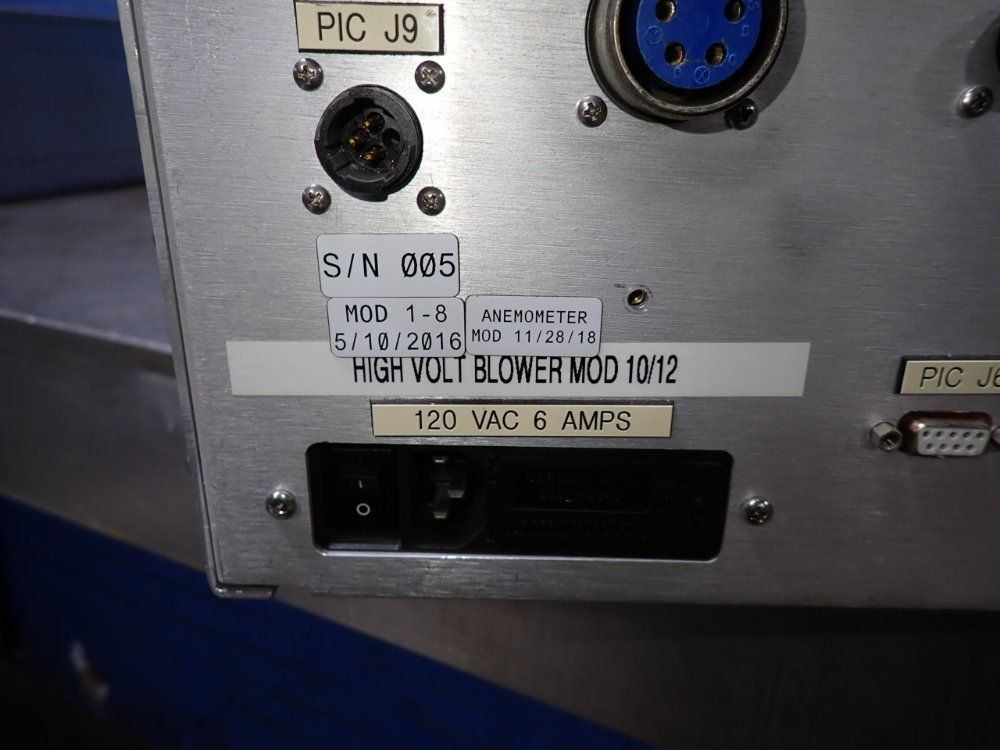 PIC J9
S/N 005
MOD 1-8
5/10/2016
ANEMOMETER
MOD 11/28/18
HIGH VOLT BLOWER MOD 10/12
PIC J6
120 VAC 6 AMPS
I
O